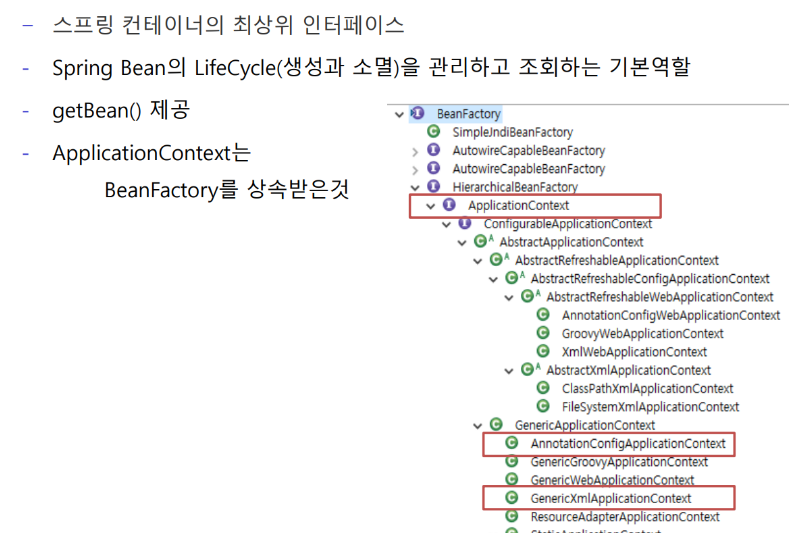 – 스프링 컨테이너의 최상위 인터페이스
- Spring Bean의 LifeCycle(생성과 소멸)을 관리하고 조회하는 기본역할
- getBean() 제공
- ApplicationContext는
BeanFactory를 상속받은것
BeanFactory
SimpleJndiBeanFactory
AutowireCapableBeanFactory
AutowireCapableBeanFactory
HierarchicalBeanFactory
ApplicationContext
ConfigurableApplicationContext
AbstractApplicationContext
AbstractRefreshableApplicationContext
AbstractRefreshableConfigApplicationContext
AbstractRefreshableWebApplicationContext
AnnotationConfigWebApplicationContext
GroovyWebApplicationContext
XmlWebApplicationContext
AbstractXmlApplicationContext
ClassPathXmlApplicationContext
FileSystemXmlApplicationContext
GenericApplicationContext
AnnotationConfigApplicationContext
GenericGroovyApplicationContext
GenericWebApplicationContext
GenericXmlApplicationContext
ResourceAdapterApplicationContext